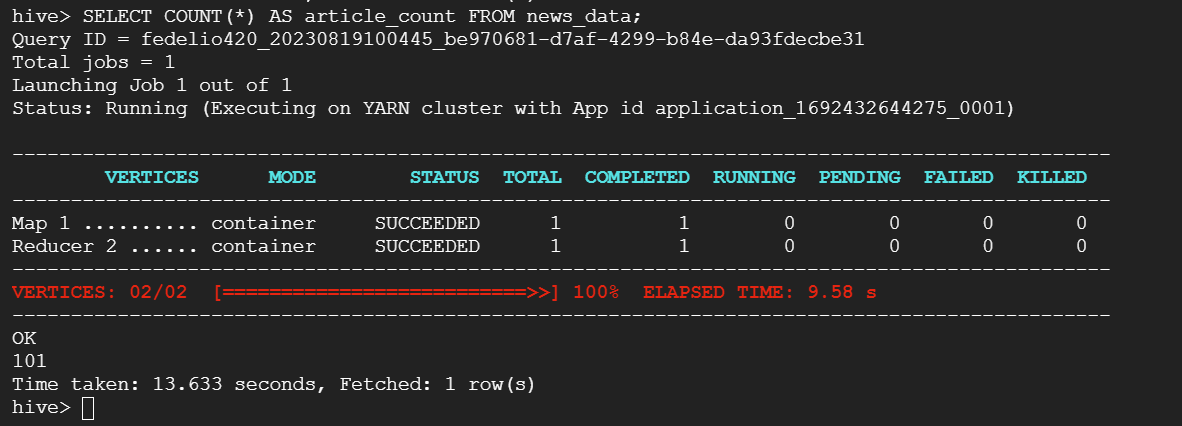 hive> SELECT COUNT(*) AS article_count FROM news_data;
Query ID = fedelio420_20230819100445_be970681-d7af-4299-b84e-da93fdecbe31
Total jobs = 1
Launching Job 1 out of 1
Status: Running (Executing on YARN cluster with App id application_1692432644275_0001)
----------------------------------------------------------------------------------------------
VERTICES MODE STATUS TOTAL COMPLETED RUNNING PENDING FAILED KILLED
----------------------------------------------------------------------------------------------
Map 1 .......... container SUCCEEDED 1 1 0 0 0 0
Reducer 2 ...... container SUCCEEDED 1 1 0 0 0 0
----------------------------------------------------------------------------------------------
VERTICES: 02/02 [==========================>>] 100% ELAPSED TIME: 9.58 s
----------------------------------------------------------------------------------------------
OK
101
Time taken: 13.633 seconds, Fetched: 1 row(s)
hive>